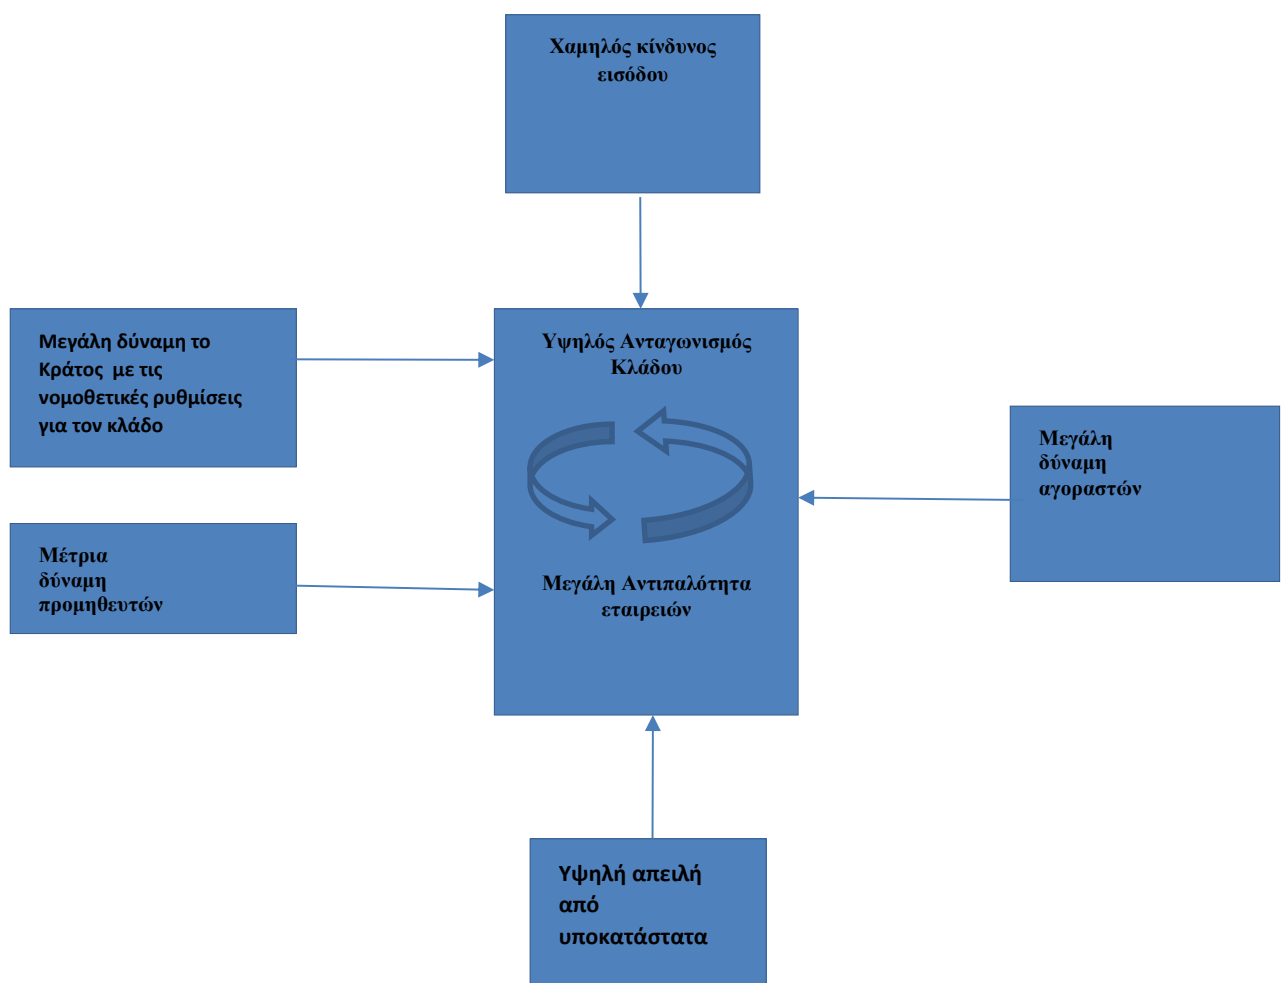 Χαμηλός κίνδυνος
εισόδου
Μεγάλη δύναμη το
Κράτος με τις
νομοθετικές ρυθμίσεις
για τον κλάδο
Υψηλός Ανταγωνισμός
Κλάδου
Μεγάλη
δύναμη
αγοραστών
Μέτρια
δύναμη
προμηθευτών
Μεγάλη Αντιπαλότητα
εταιρειών
Υψηλή απειλή
από
υποκατάστατα